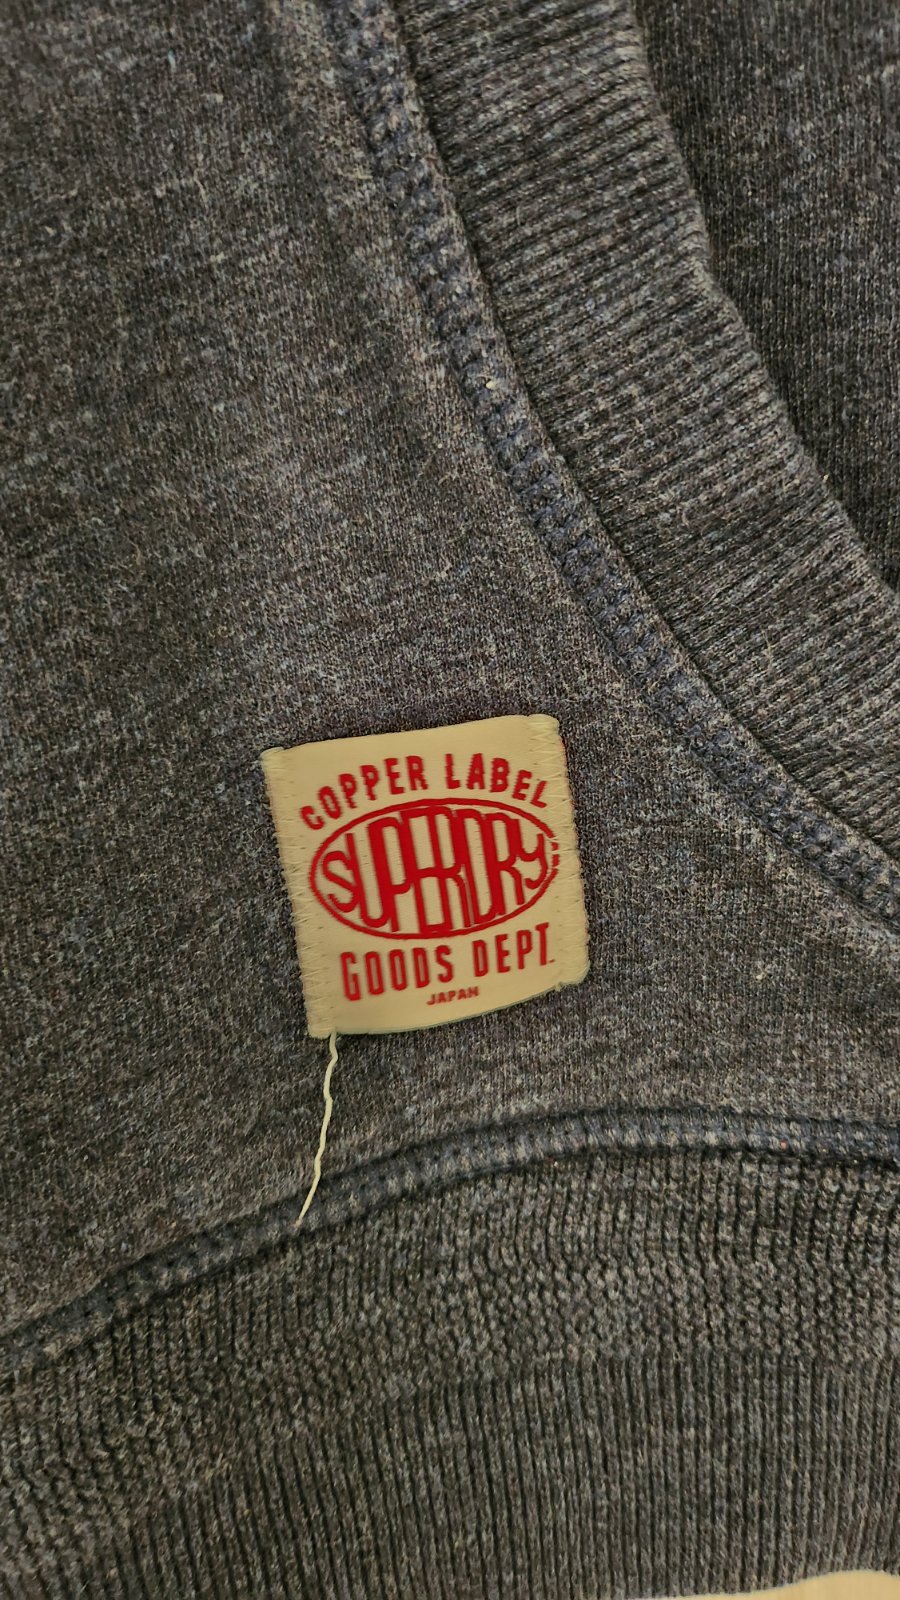 COPPER LABEL
SUPERDRY
GOODS DEPT.
JAPAN